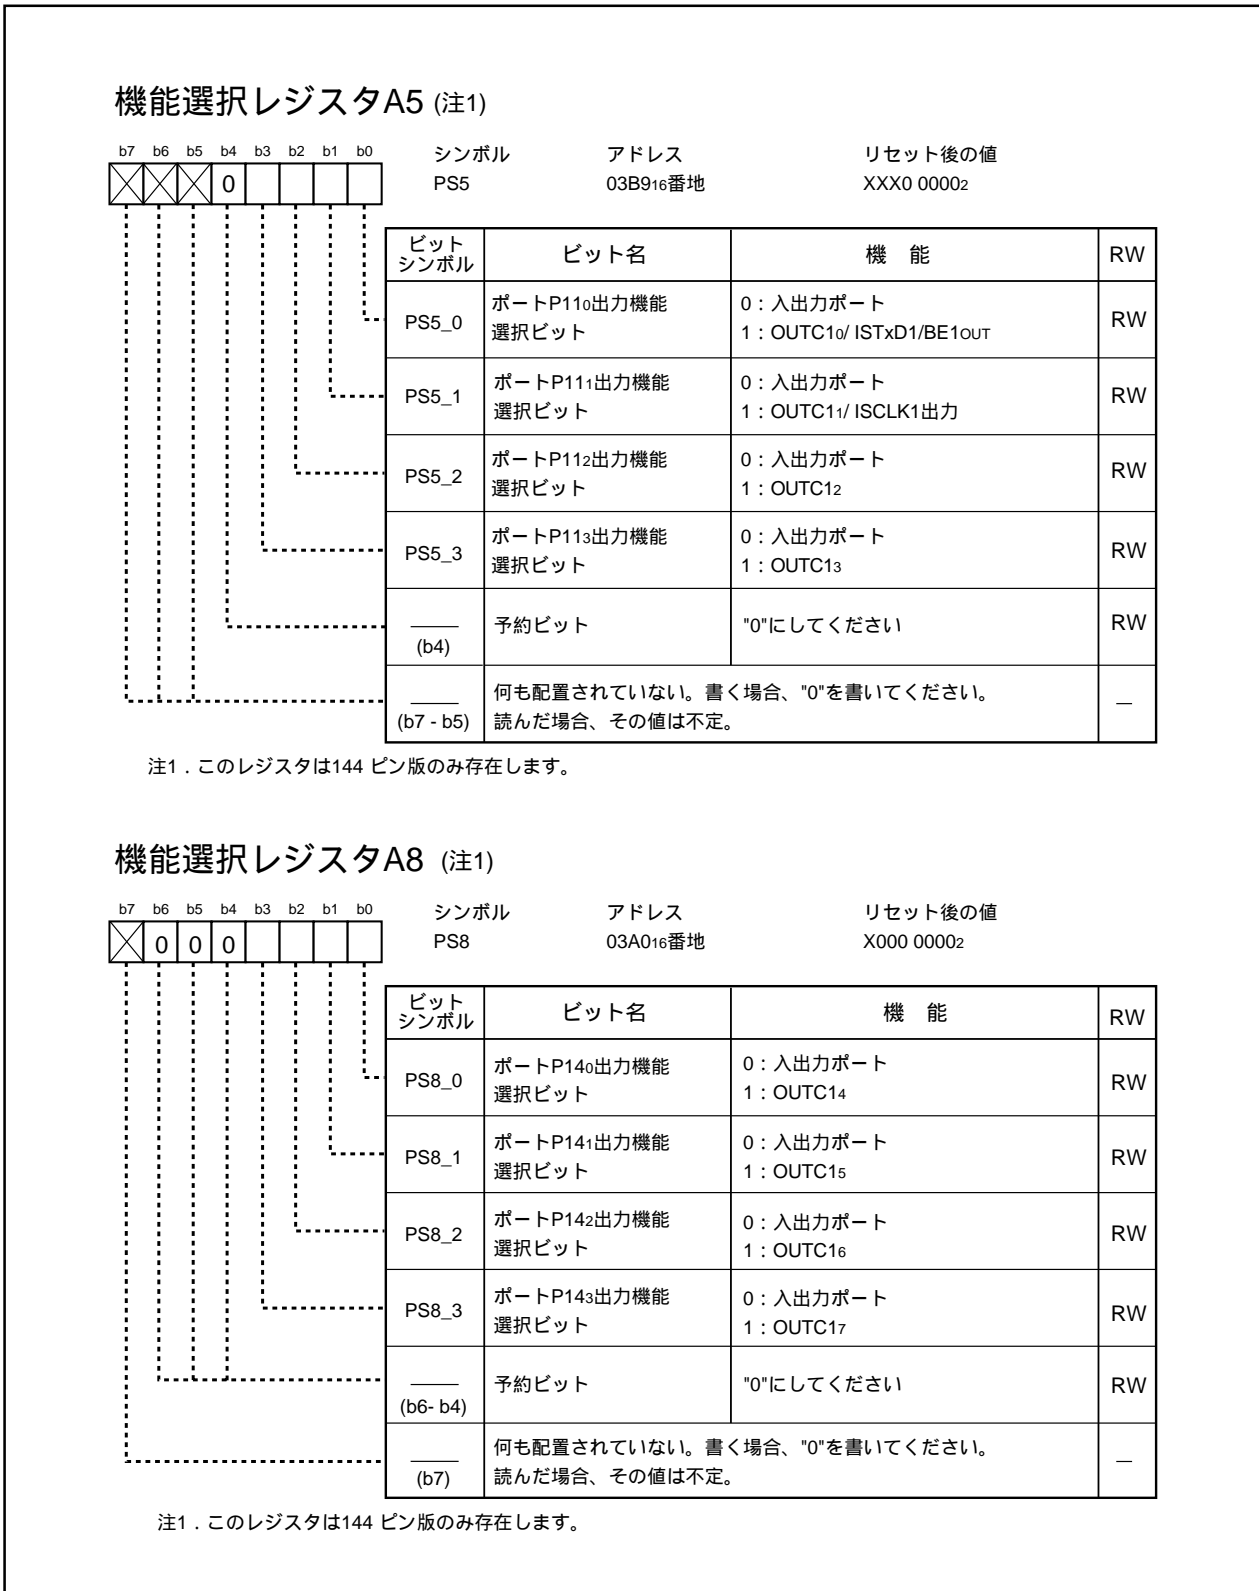 機能選択レジスタA5 (注1)
b7 b6 b5 b4 b3 b2 b1 b0
0
シンボル アドレス リセット後の値
PS5 03B916番地 XXX0 00002
ビット
シンボル ビット名 機 能 RW
PS5_0 ポートP110出力機能
選択ビット 0：入出力ポート
1：OUTC10/ ISTxD1/BE1OUT RW
PS5_1 ポートP111出力機能
選択ビット 0：入出力ポート
1：OUTC11/ ISCLK1出力 RW
PS5_2 ポートP112出力機能
選択ビット 0：入出力ポート
1：OUTC12 RW
PS5_3 ポートP113出力機能
選択ビット 0：入出力ポート
1：OUTC13 RW
(b4) 予約ビット "0"にしてください RW
(b7 - b5) 何も配置されていない。書く場合、"0"を書いてください。
読んだ場合、その値は不定。 —
注1．このレジスタは144 ピン版のみ存在します。
機能選択レジスタA8 (注1)
b7 b6 b5 b4 b3 b2 b1 b0
0 0 0
シンボル アドレス リセット後の値
PS8 03A016番地 X000 00002
ビット
シンボル ビット名 機 能 RW
PS8_0 ポートP140出力機能
選択ビット 0：入出力ポート
1：OUTC14 RW
PS8_1 ポートP141出力機能
選択ビット 0：入出力ポート
1：OUTC15 RW
PS8_2 ポートP142出力機能
選択ビット 0：入出力ポート
1：OUTC16 RW
PS8_3 ポートP143出力機能
選択ビット 0：入出力ポート
1：OUTC17 RW
(b6- b4) 予約ビット "0"にしてください RW
(b7) 何も配置されていない。書く場合、"0"を書いてください。
読んだ場合、その値は不定。 —
注1．このレジスタは144 ピン版のみ存在します。